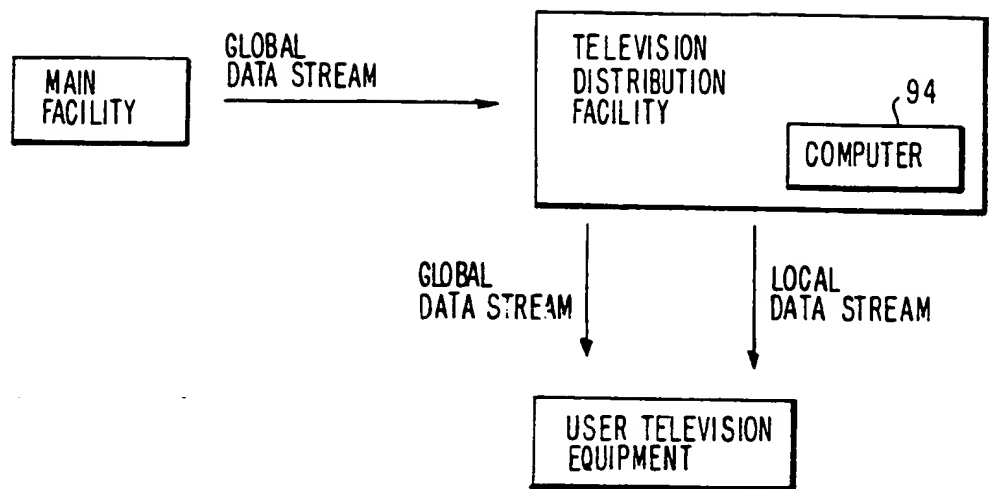 MAIN
FACILITY
GLOBAL
DATA STREAM
TELEVISION
DISTRIBUTION
FACILITY
94
COMPUTER
GLOBAL
DATA STREAM
LOCAL
DATA STREAM
USER TELEVISION
EQUIPMENT